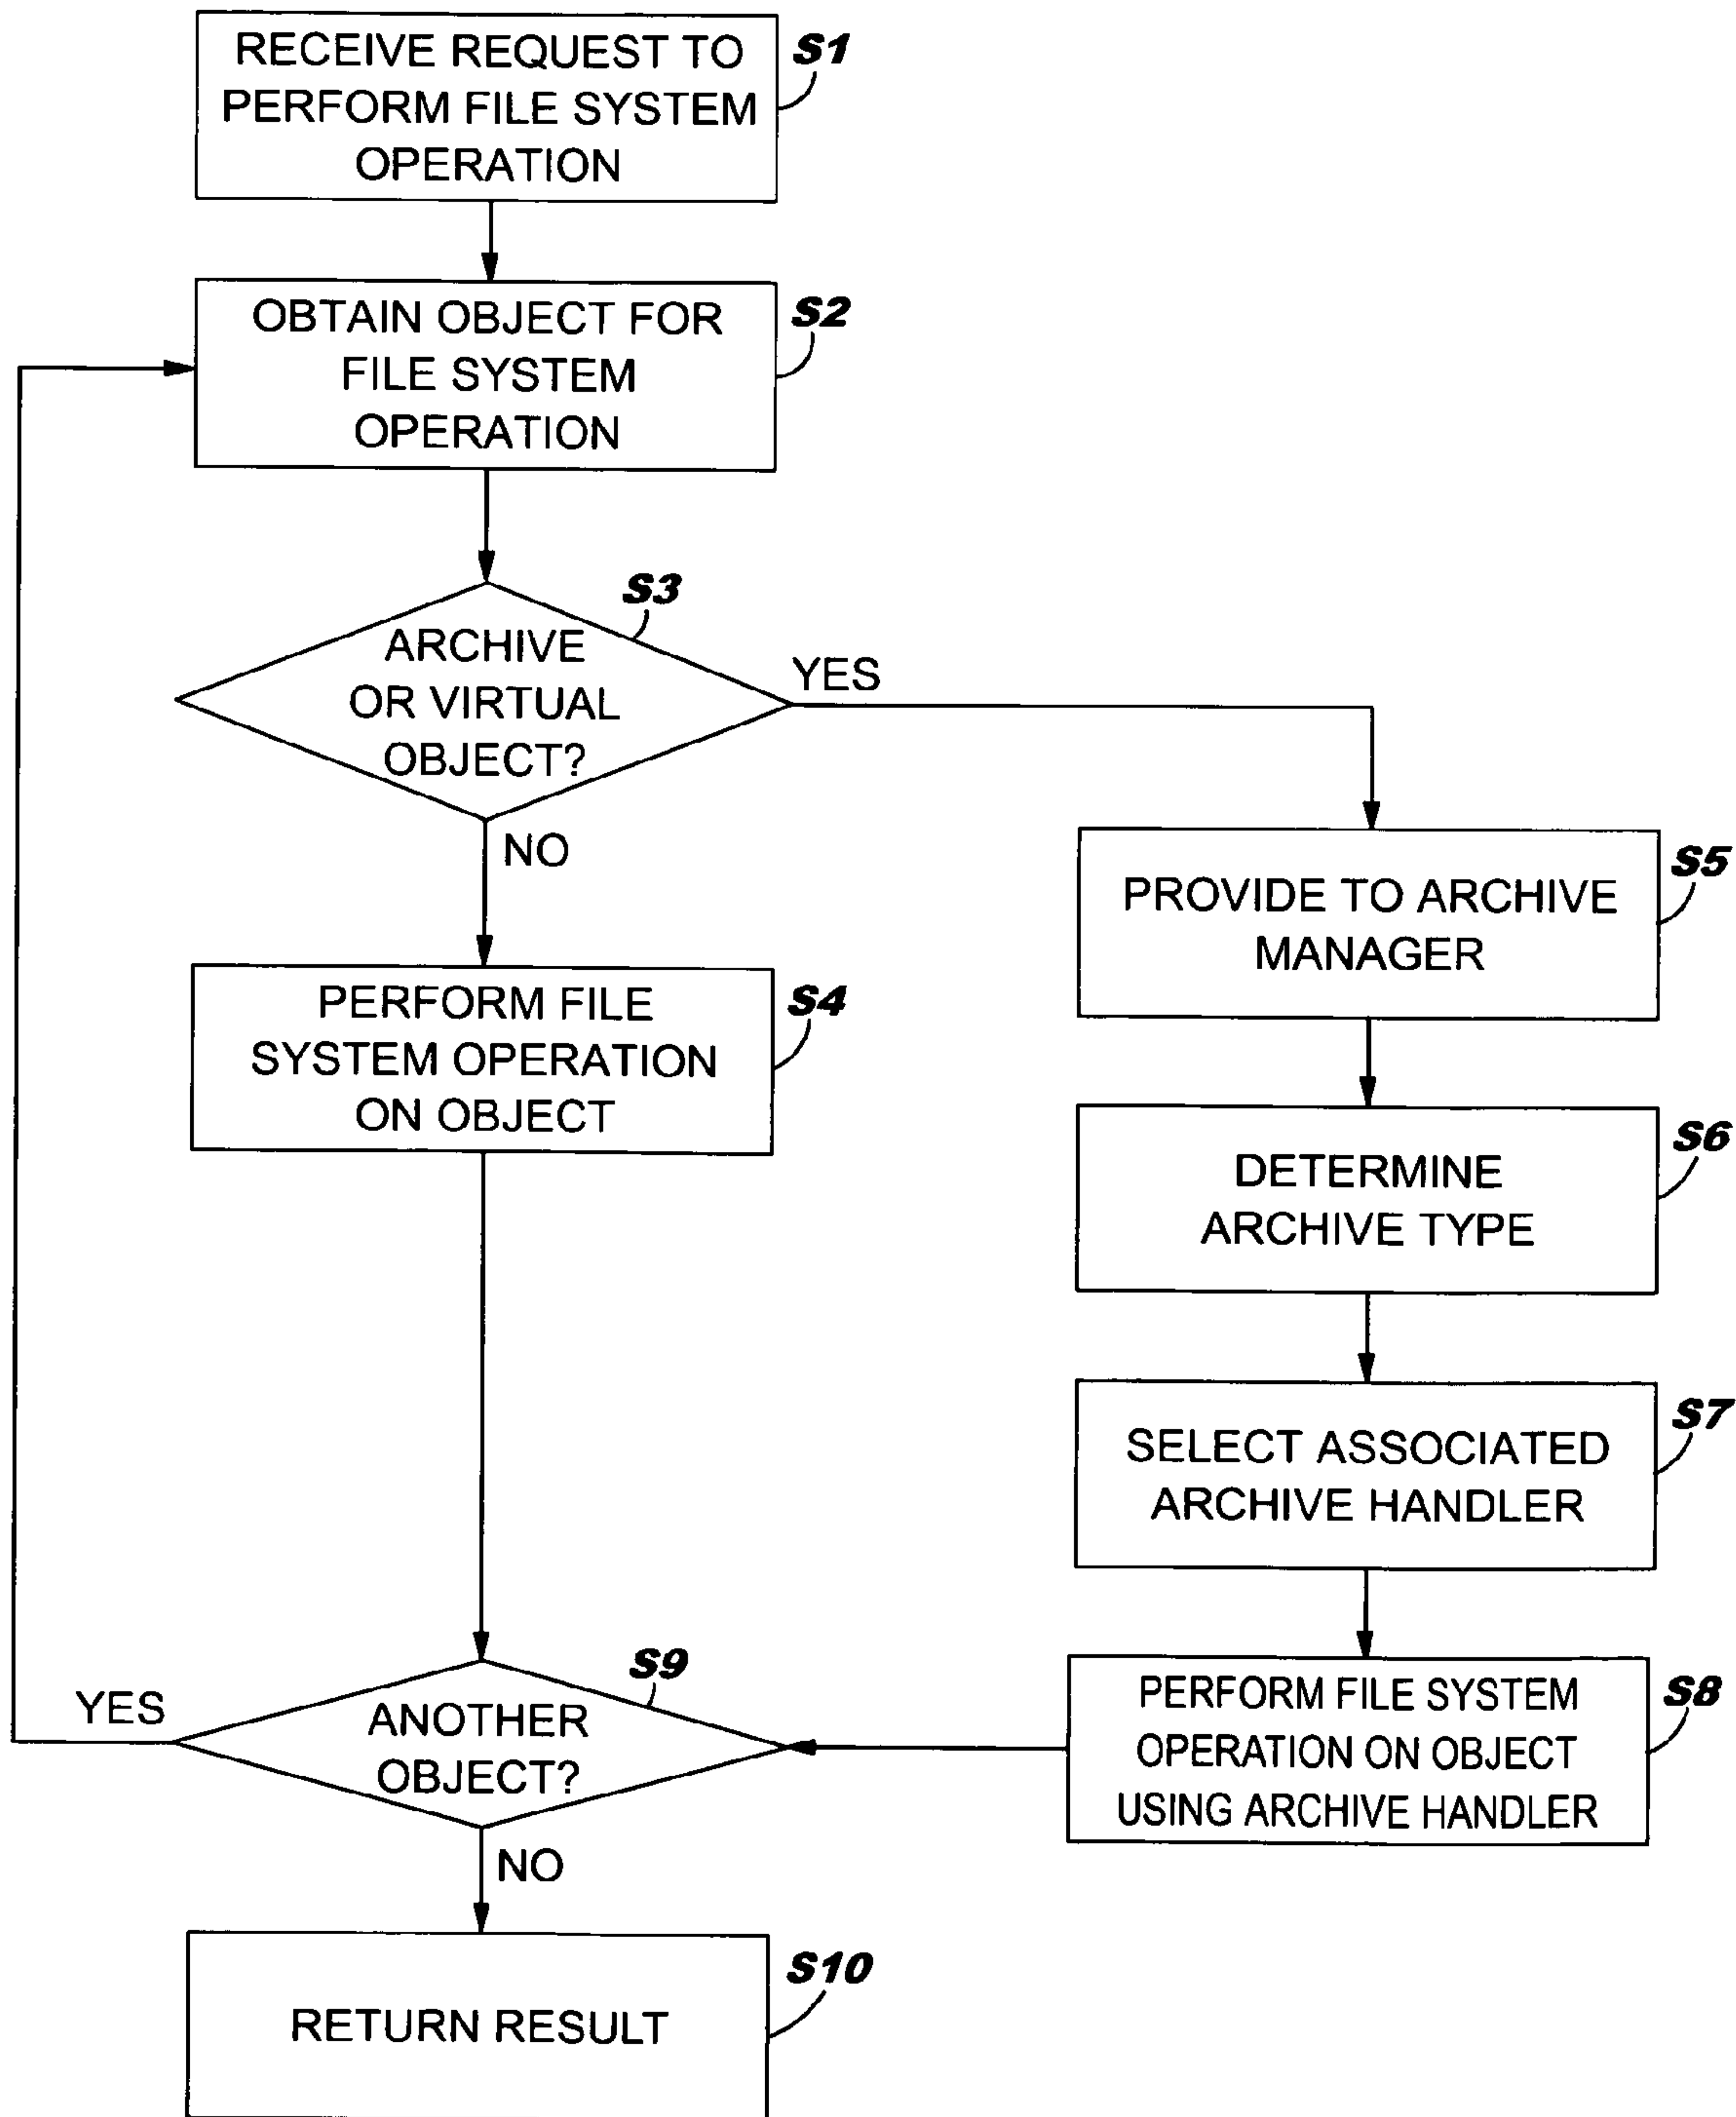 RECEIVE REQUEST TO
PERFORM FILE SYSTEM
OPERATION
S1
OBTAIN OBJECT FOR
FILE SYSTEM
OPERATION
S2
ARCHIVE
OR VIRTUAL
OBJECT?
S3
YES
NO
PERFORM FILE
SYSTEM OPERATION
ON OBJECT
S4
PROVIDE TO ARCHIVE
MANAGER
S5
DETERMINE
ARCHIVE TYPE
S6
SELECT ASSOCIATED
ARCHIVE HANDLER
S7
PERFORM FILE SYSTEM
OPERATION ON OBJECT
USING ARCHIVE HANDLER
S8
ANOTHER
OBJECT?
S9
YES
NO
RETURN RESULT
S10